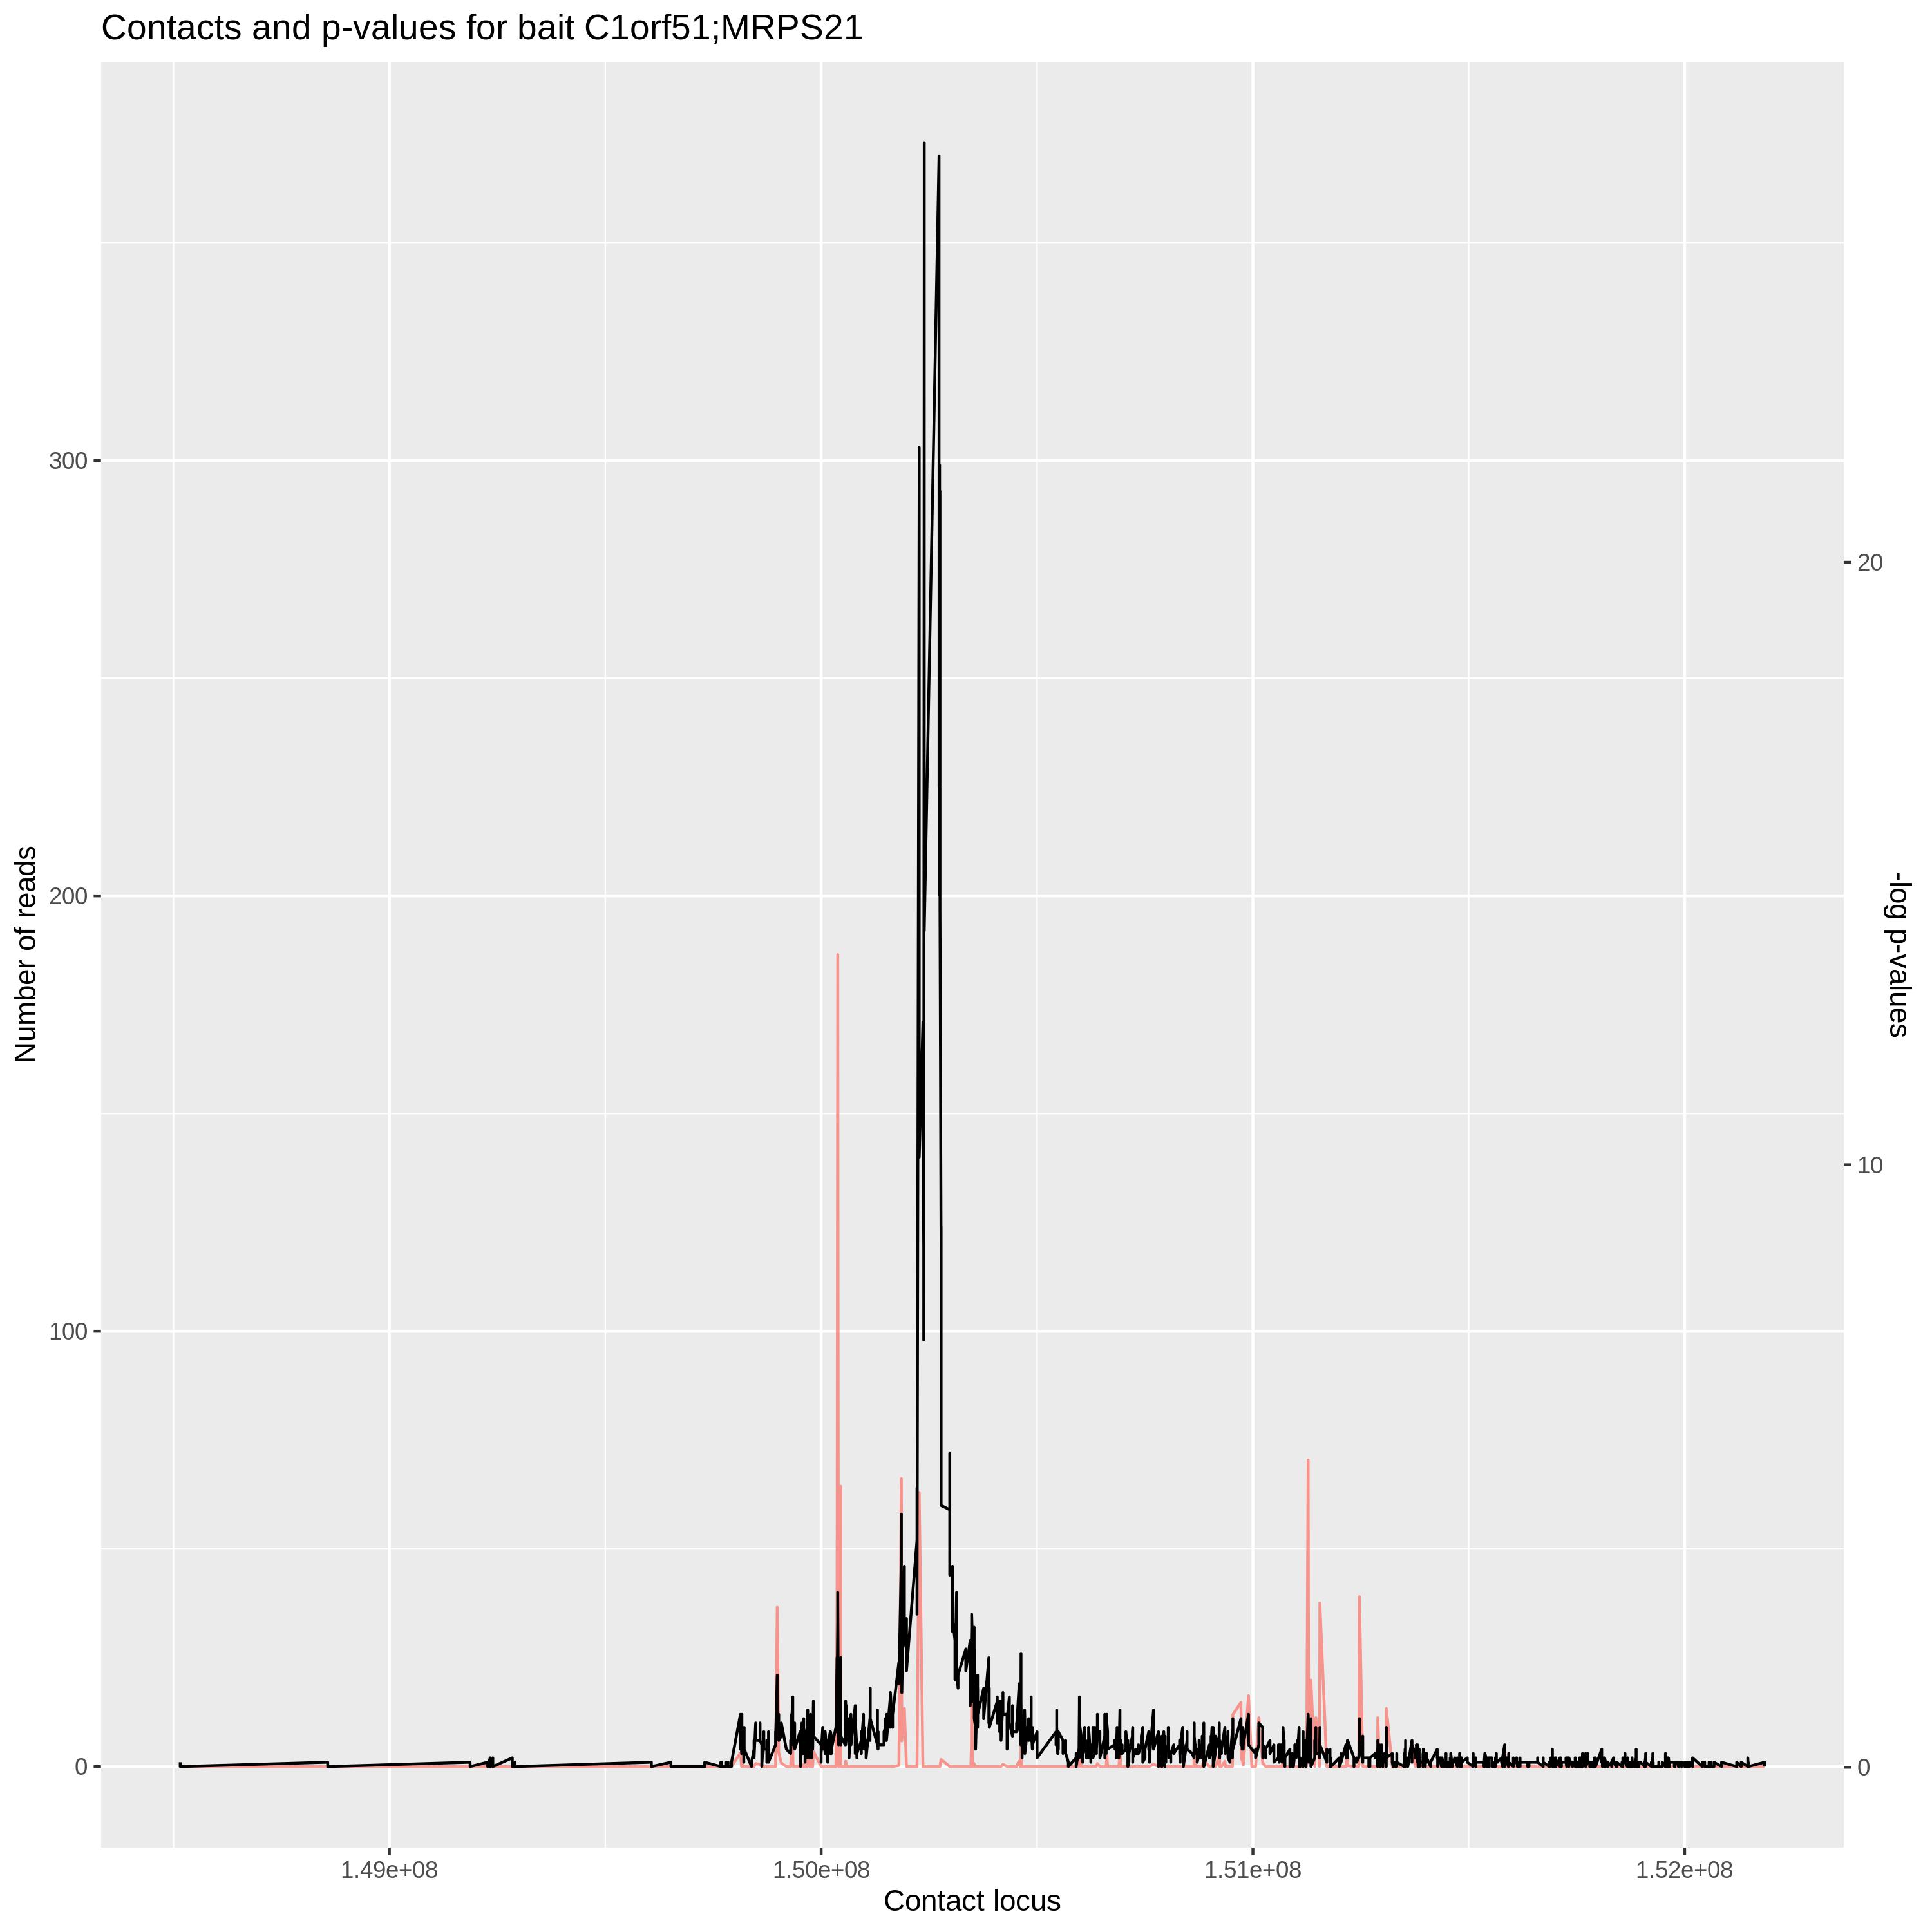 Contacts and p-values for bait C1orf51;MRPS21
300
200
100
0
Number of reads
20
10
0
-log p-values
1.49e+08
1.50e+08
1.51e+08
1.52e+08
Contact locus